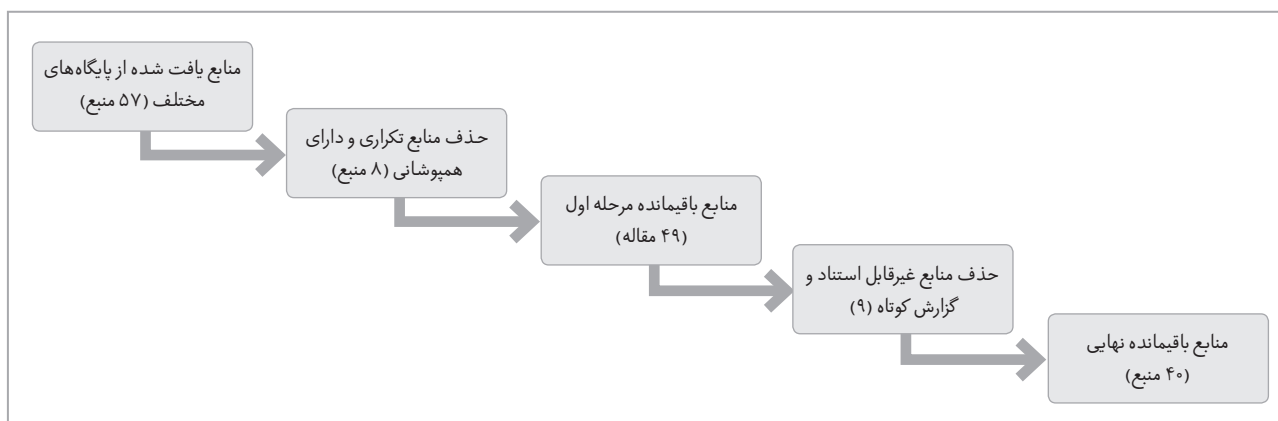 منابع یافت شده از پایگاه‌های
مختلف (۵۷ منبع)
حذف منابع تکراری و دارای
همپوشانی (۸ منبع)
منابع باقیمانده مرحله اول
(۴۹ مقاله)
حذف منابع غیرقابل استناد و
گزارش کوتاه (۹)
منابع باقیمانده نهایی
(۴۰ منبع)